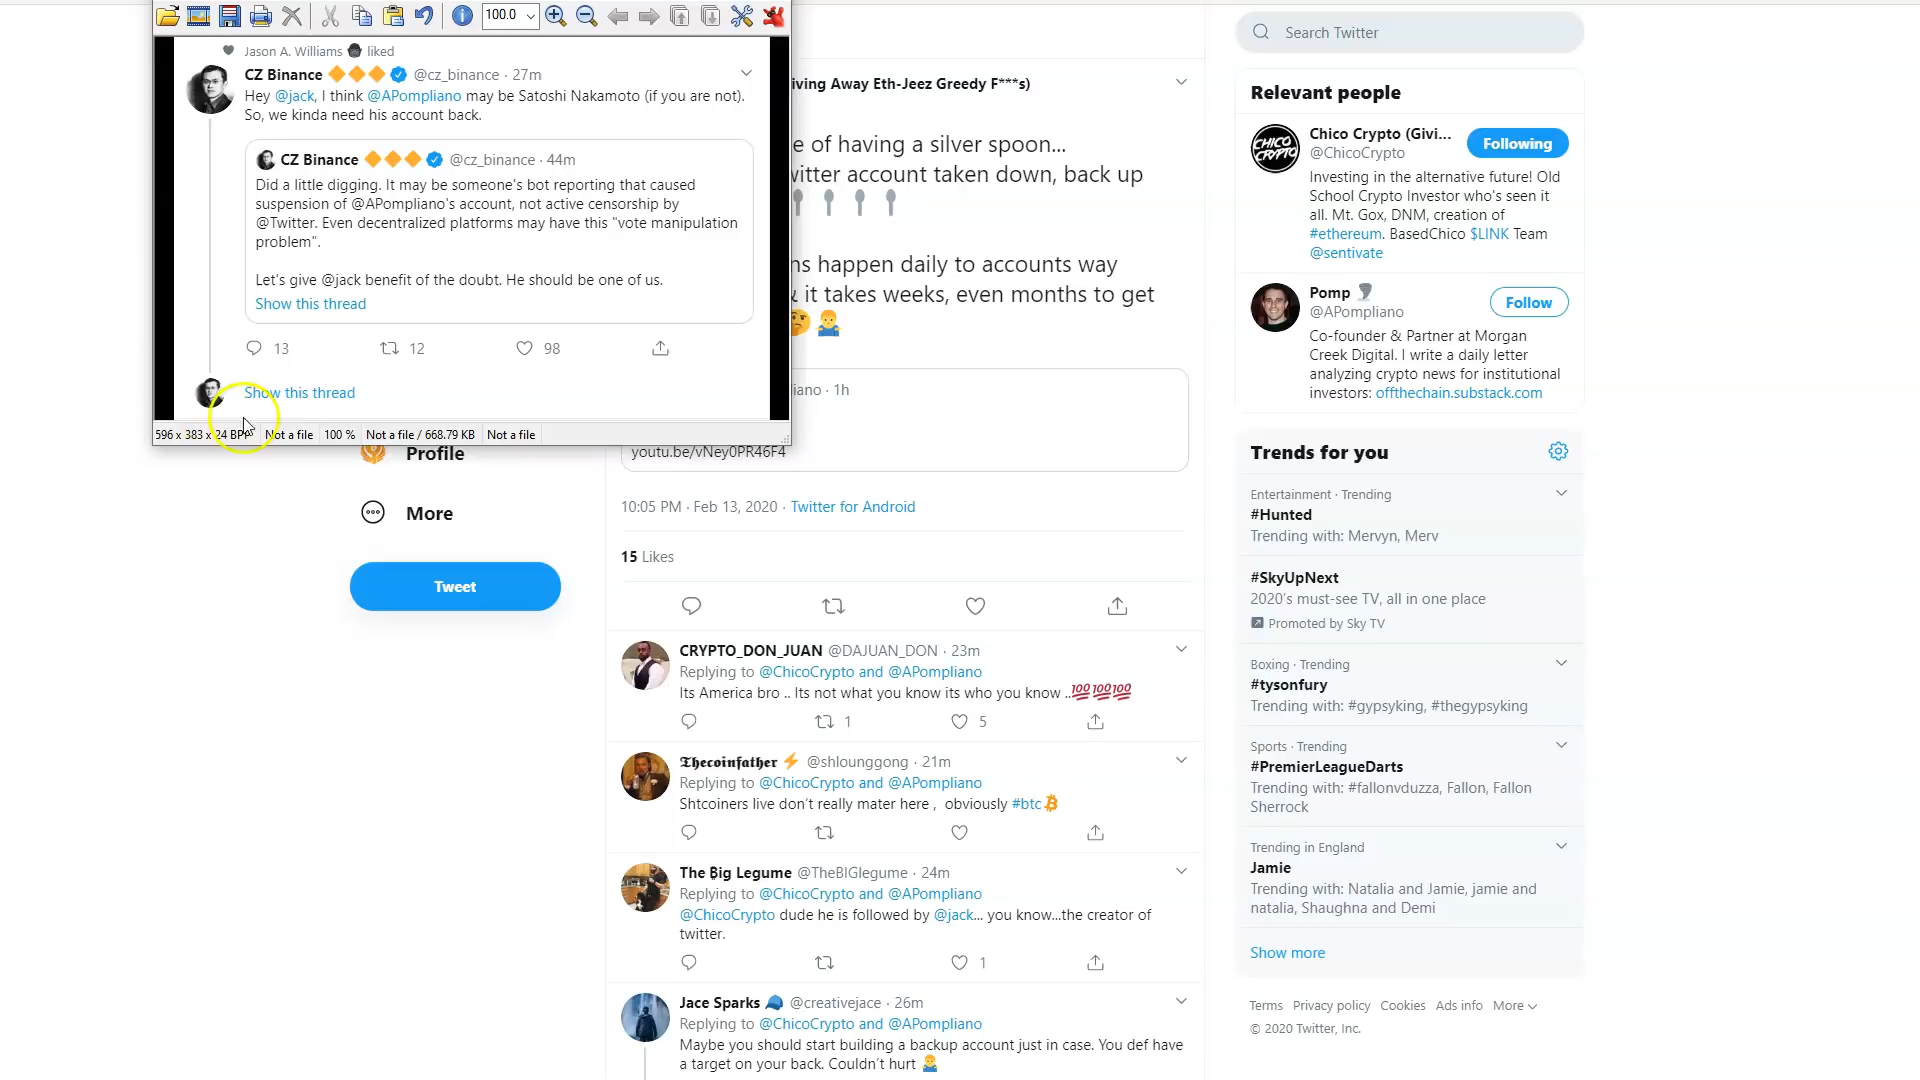 100.0
Jason A. Williams liked
CZ Binance 🔶🔶🔶 @cz_binance · 27m
Hey @jack, I think @APompliano may be Satoshi Nakamoto (if you are not).
So, we kinda need his account back.
CZ Binance 🔶🔶🔶 @cz_binance · 44m
Did a little digging. It may be someone's bot reporting that caused
suspension of @APompliano's account, not active censorship by
@Twitter. Even decentralized platforms may have this "vote manipulation
problem".
Let's give @jack benefit of the doubt. He should be one of us.
Show this thread
13 12 98
Show this thread
596 x 383 x 24 BPP Not a file 100 % Not a file / 668.79 KB Not a file
Profile
More
Tweet
iving Away Eth-Jeez Greedy F***s)
e of having a silver spoon...
witter account taken down, back up
ns happen daily to accounts way
& it takes weeks, even months to get
🤔🤷‍♂️
iano · 1h
youtu.be/vNey0PR46F4
10:05 PM · Feb 13, 2020 · Twitter for Android
15 Likes
CRYPTO_DON_JUAN @DAJUAN_DON · 23m
Replying to @ChicoCrypto and @APompliano
Its America bro .. Its not what you know its who you know ..💯💯💯
1 5
𝕿𝖍𝖊𝖈𝖔𝖎𝖓𝖋𝖆𝖙𝖍𝖊𝖗 ⚡ @shlounggong · 21m
Replying to @ChicoCrypto and @APompliano
Shtcoiners live don't really mater here , obviously #btc
The ₿ig Legume @TheBIGlegume · 24m
Replying to @ChicoCrypto and @APompliano
@ChicoCrypto dude he is followed by @jack... you know...the creator of
twitter.
1
Jace Sparks 🧢 @creativejace · 26m
Replying to @ChicoCrypto and @APompliano
Maybe you should start building a backup account just in case. You def have
a target on your back. Couldn't hurt 🤷‍♂️
Search Twitter
Relevant people
CHICO CRYPTO
Chico Crypto (Givi...
@ChicoCrypto
Following
Investing in the alternative future! Old
School Crypto Investor who's seen it
all. Mt. Gox, DNM, creation of
#ethereum. BasedChico $LINK Team
@sentivate
Pomp 🌪
@APompliano
Follow
Co-founder & Partner at Morgan
Creek Digital. I write a daily letter
analyzing crypto news for institutional
investors: offthechain.substack.com
Trends for you
Entertainment · Trending
#Hunted
Trending with: Mervyn, Merv
#SkyUpNext
2020's must-see TV, all in one place
Promoted by Sky TV
Boxing · Trending
#tysonfury
Trending with: #gypsyking, #thegypsyking
Sports · Trending
#PremierLeagueDarts
Trending with: #fallonvduzza, Fallon, Fallon
Sherrock
Trending in England
Jamie
Trending with: Natalia and Jamie, jamie and
natalia, Shaughna and Demi
Show more
Terms Privacy policy Cookies Ads info More
© 2020 Twitter, Inc.